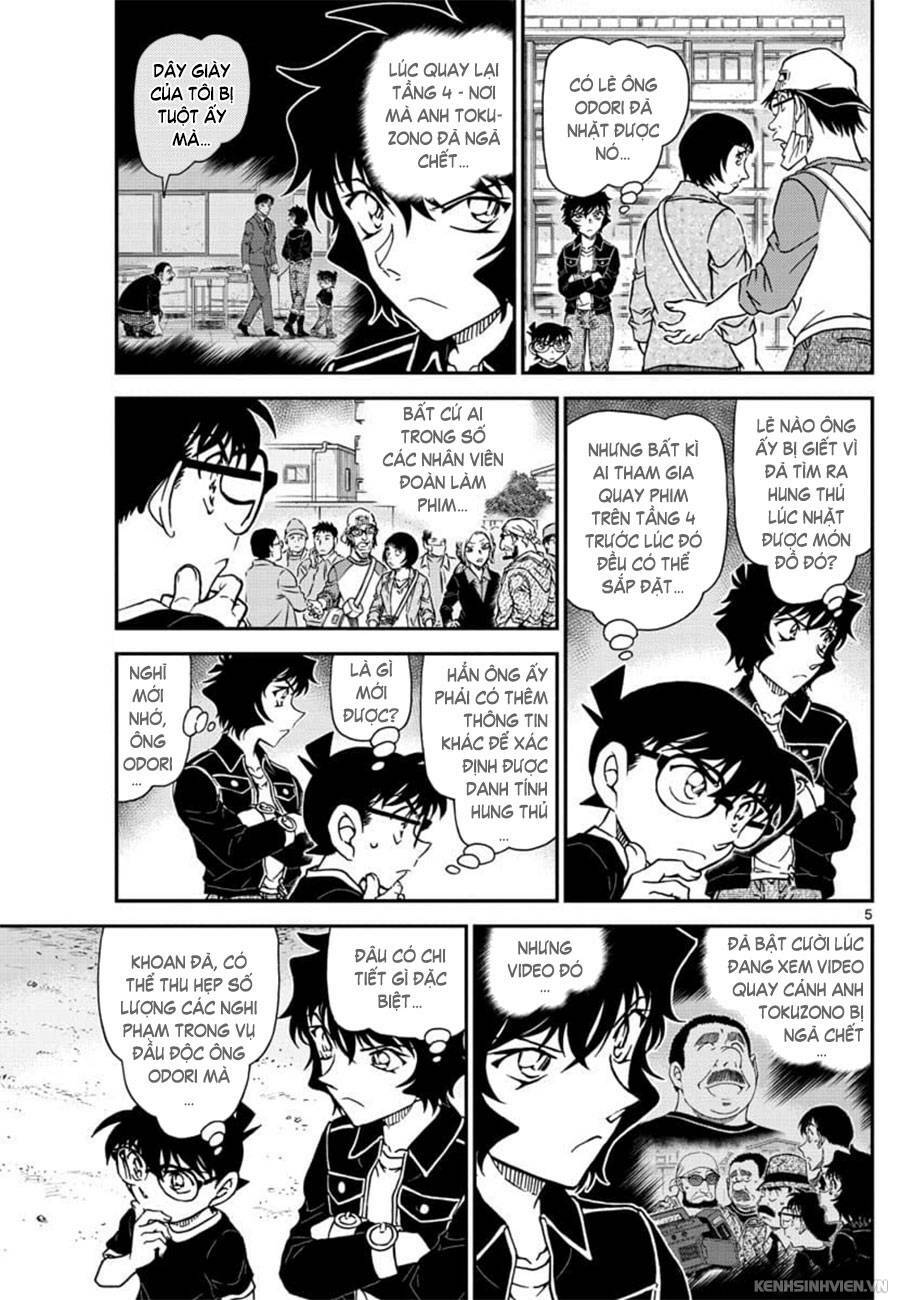 CÓ LẼ ÔNG
ODORI ĐÃ
NHẶT ĐƯỢC
NÓ...
LÚC QUAY LẠI
TẦNG 4 - NƠI
MÀ ANH TOKU-
ZONO ĐÃ NGÃ
CHẾT...
DÂY GIÀY
CỦA TÔI BỊ
TUỘT ẤY
MÀ...
LẼ NÀO ÔNG
ẤY BỊ GIẾT VÌ
ĐÃ TÌM RA
HUNG THỦ
LÚC NHẶT
ĐƯỢC MÓN
ĐỒ ĐÓ?
NHƯNG BẤT KÌ
AI THAM GIA
QUAY PHIM
TRÊN TẦNG 4
TRƯỚC LÚC ĐÓ
ĐỀU CÓ THỂ
SẮP ĐẶT...
BẤT CỨ AI
TRONG SỐ
CÁC NHÂN VIÊN
ĐOÀN LÀM
PHIM...
HẲN ÔNG ẤY
PHẢI CÓ THÊM
THÔNG TIN
KHÁC ĐỂ XÁC
ĐỊNH ĐƯỢC
DANH TÍNH
HUNG THỦ
...
LÀ GÌ
MỚI
ĐƯỢC?
NGHĨ
MỚI
NHỚ,
ÔNG
ODORI
...
5
ĐÃ BẬT CƯỜI LÚC
ĐANG XEM VIDEO
QUAY CẢNH ANH
TOKUZONO BỊ
NGÃ CHẾT
...
NHƯNG
VIDEO ĐÓ
...
ĐÂU CÓ CHI
TIẾT GÌ ĐẶC
BIỆT...
KHOAN ĐÃ, CÓ
THỂ THU HẸP SỐ
LƯỢNG CÁC NGHI
PHẠM TRONG VỤ
ĐẦU ĐỘC ÔNG
ODORI MÀ
KENHSINHVIEN.VN